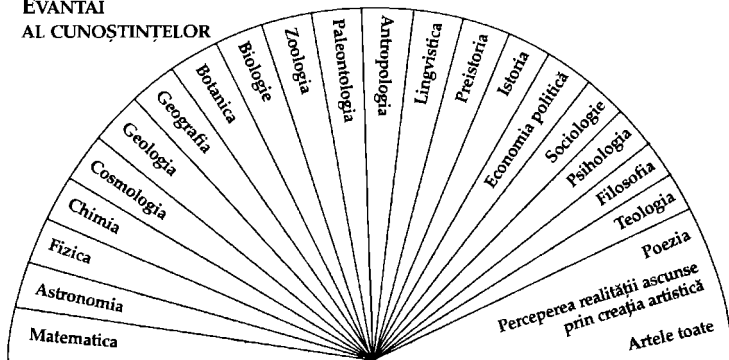 EVANTAI
AL CUNOȘTINȚELOR
Matematica
Astronomia
Fizica
Chimia
Cosmologia
Geologia
Geografia
Botanica
Biologie
Zoologia
Paleontologia
Antropologia
Lingvistica
Preistoria
Istoria
Economia politică
Sociologie
Psihologia
Filosofia
Teologia
Poezia
Perceperea realității ascunse
prin creația artistică
Artele toate